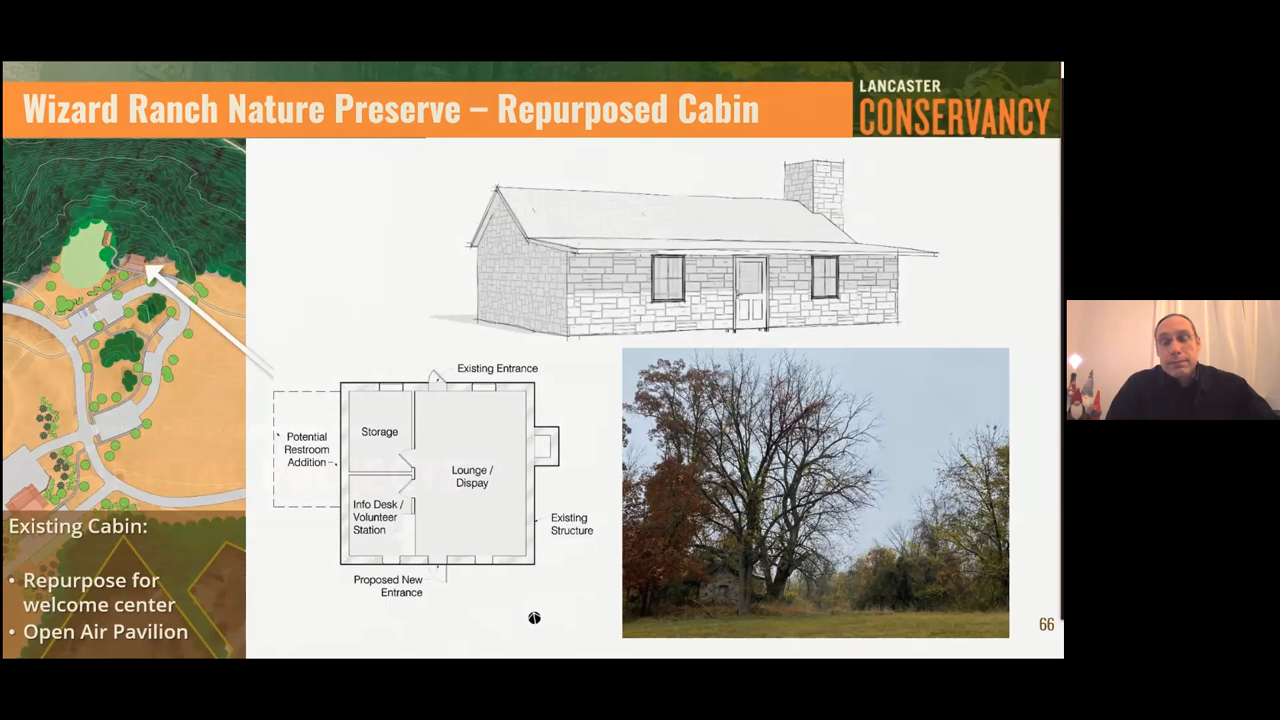 Wizard Ranch Nature Preserve – Repurposed Cabin
LANCASTER
CONSERVANCY
Existing Entrance
Storage
Potential
Restroom
Addition
Lounge /
Dispay
Info Desk /
Volunteer
Station
Existing
Structure
Proposed New
Entrance
Existing Cabin:
• Repurpose for
welcome center
• Open Air Pavilion
66